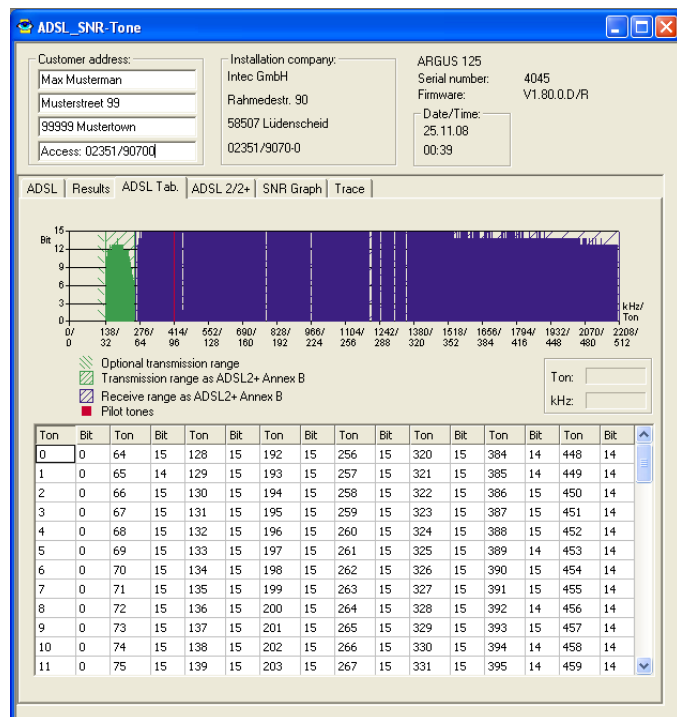 ADSL_SNR-Tone
Customer address:
Max Musterman
Musterstreet 99
99999 Mustertown
Access: 02351/90700
Installation company:
Intec GmbH
Rahmedestr. 90
58507 Lüdenscheid
02351/9070-0
ARGUS 125
Serial number: 4045
Firmware: V1.80.0.D/R
Date/Time:
25.11.08
00:39
ADSL Results ADSL Tab. ADSL 2/2+ SNR Graph Trace
Bit
15
12
9
6
3
0
kHz/
Ton
0/ 138/ 276/ 414/ 552/ 690/ 828/ 966/ 1104/ 1242/ 1380/ 1518/ 1656/ 1794/ 1932/ 2070/ 2208/
0 32 64 96 128 160 192 224 256 288 320 352 384 416 448 480 512
Optional transmission range
Transmission range as ADSL2+ Annex B
Receive range as ADSL2+ Annex B
Pilot tones
Ton:
kHz:
Ton Bit Ton Bit Ton Bit Ton Bit Ton Bit Ton Bit Ton Bit Ton Bit
0 0 64 15 128 15 192 15 256 15 320 15 384 14 448 14
1 0 65 14 129 15 193 15 257 15 321 15 385 14 449 14
2 0 66 15 130 15 194 15 258 15 322 15 386 15 450 14
3 0 67 15 131 15 195 15 259 15 323 15 387 15 451 14
4 0 68 15 132 15 196 15 260 15 324 15 388 15 452 14
5 0 69 15 133 15 197 15 261 15 325 15 389 14 453 14
6 0 70 15 134 15 198 15 262 15 326 15 390 15 454 14
7 0 71 15 135 15 199 15 263 15 327 15 391 15 455 14
8 0 72 15 136 15 200 15 264 15 328 15 392 14 456 14
9 0 73 15 137 15 201 15 265 15 329 15 393 15 457 14
10 0 74 15 138 15 202 15 266 15 330 15 394 14 458 14
11 0 75 15 139 15 203 15 267 15 331 15 395 14 459 14